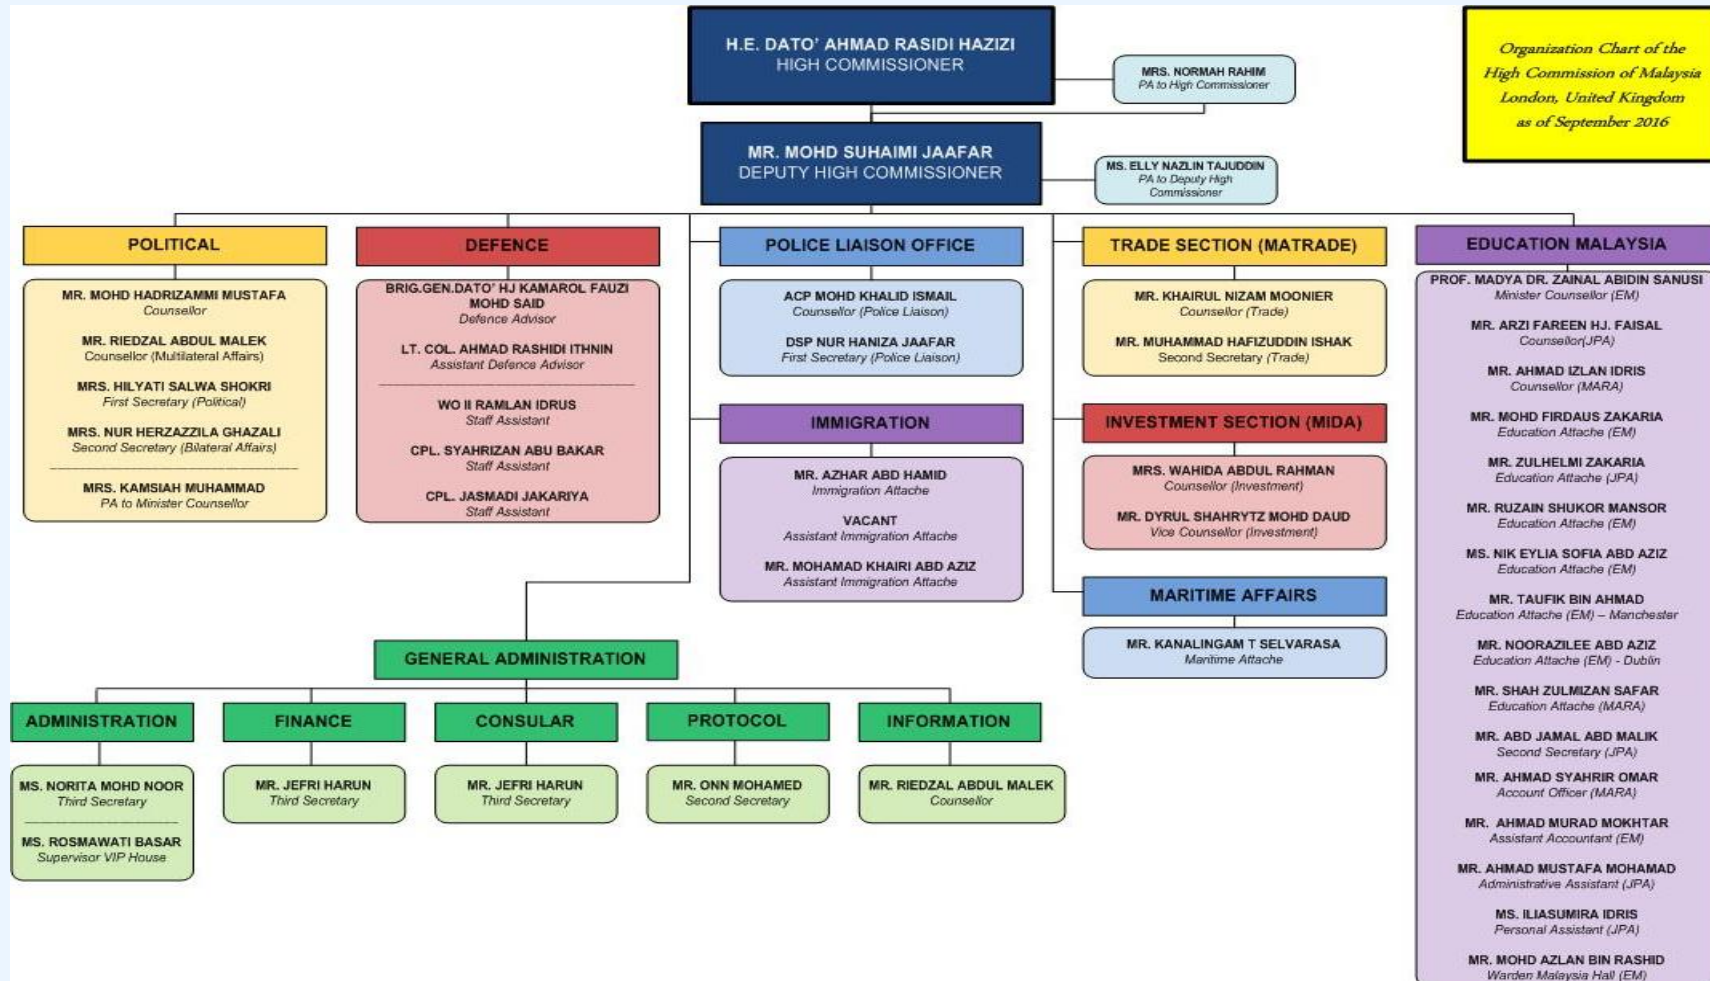 H.E. DATO’ AHMAD RASIDI HAZIZI
HIGH COMMISSIONER
MRS. NORMAH RAHIM
PA to High Commissioner
Organization Chart of the
High Commission of Malaysia
London, United Kingdom
as of September 2016
MR. MOHD SUHAIMI JAAFAR
DEPUTY HIGH COMMISSIONER
MS. ELLY NAZLIN TAJUDDIN
PA to Deputy High
Commissioner
POLITICAL
MR. MOHD HADRIZAMMI MUSTAFA
Counsellor
MR. RIEDZAL ABDUL MALEK
Counsellor (Multilateral Affairs)
MRS. HILYATI SALWA SHOKRI
First Secretary (Political)
MRS. NUR HERZAZZILA GHAZALI
Second Secretary (Bilateral Affairs)
MRS. KAMSIAH MUHAMMAD
PA to Minister Counsellor
DEFENCE
BRIG.GEN.DATO’ HJ KAMAROL FAUZI
MOHD SAID
Defence Advisor
LT. COL. AHMAD RASHIDI ITHNIN
Assistant Defence Advisor
WO II RAMLAN IDRUS
Staff Assistant
CPL. SYAHRIZAN ABU BAKAR
Staff Assistant
CPL. JASMADI JAKARIYA
Staff Assistant
POLICE LIAISON OFFICE
ACP MOHD KHALID ISMAIL
Counsellor (Police Liaison)
DSP NUR HANIZA JAAFAR
First Secretary (Police Liaison)
IMMIGRATION
MR. AZHAR ABD HAMID
Immigration Attache
VACANT
Assistant Immigration Attache
MR. MOHAMAD KHAIRI ABD AZIZ
Assistant Immigration Attache
TRADE SECTION (MATRADE)
MR. KHAIRUL NIZAM MOONIER
Counsellor (Trade)
MR. MUHAMMAD HAFIZUDDIN ISHAK
Second Secretary (Trade)
INVESTMENT SECTION (MIDA)
MRS. WAHIDA ABDUL RAHMAN
Counsellor (Investment)
MR. DYRUL SHAHRYTZ MOHD DAUD
Vice Counsellor (Investment)
MARITIME AFFAIRS
MR. KANALINGAM T SELVARASA
Maritime Attache
EDUCATION MALAYSIA
PROF. MADYA DR. ZAINAL ABIDIN SANUSI
Minister Counsellor (EM)
MR. ARZI FAREEN HJ. FAISAL
Counsellor(JPA)
MR. AHMAD IZLAN IDRIS
Counsellor (MARA)
MR. MOHD FIRDAUS ZAKARIA
Education Attache (EM)
MR. ZULHELMI ZAKARIA
Education Attache (JPA)
MR. RUZAIN SHUKOR MANSOR
Education Attache (EM)
MS. NIK EYLIA SOFIA ABD AZIZ
Education Attache (EM)
MR. TAUFIK BIN AHMAD
Education Attache (EM) – Manchester
MR. NOORAZILEE ABD AZIZ
Education Attache (EM) - Dublin
MR. SHAH ZULMIZAN SAFAR
Education Attache (MARA)
MR. ABD JAMAL ABD MALIK
Second Secretary (JPA)
MR. AHMAD SYAHRIR OMAR
Account Officer (MARA)
MR. AHMAD MURAD MOKHTAR
Assistant Accountant (EM)
MR. AHMAD MUSTAFA MOHAMAD
Administrative Assistant (JPA)
MS. ILIASUMIRA IDRIS
Personal Assistant (JPA)
MR. MOHD AZLAN BIN RASHID
Warden Malaysia Hall (EM)
GENERAL ADMINISTRATION
ADMINISTRATION
MS. NORITA MOHD NOOR
Third Secretary
MS. ROSMAWATI BASAR
Supervisor VIP House
FINANCE
MR. JEFRI HARUN
Third Secretary
CONSULAR
MR. JEFRI HARUN
Third Secretary
PROTOCOL
MR. ONN MOHAMED
Second Secretary
INFORMATION
MR. RIEDZAL ABDUL MALEK
Counsellor